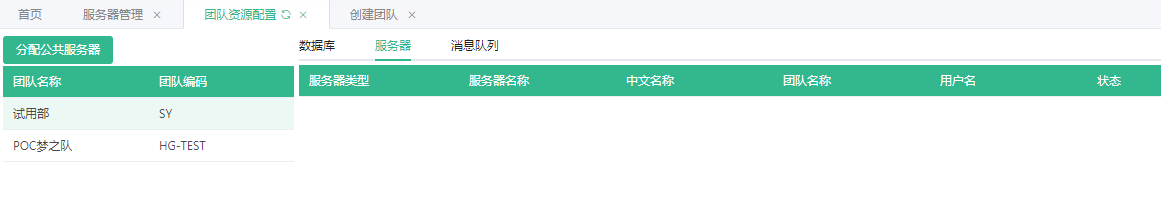 首页 服务器管理 团队资源配置 创建团队
分配公共服务器
数据库 服务器 消息队列
团队名称 团队编码
服务器类型 服务器名称 中文名称 团队名称 用户名 状态
试用部 SY
POC梦之队 HG-TEST